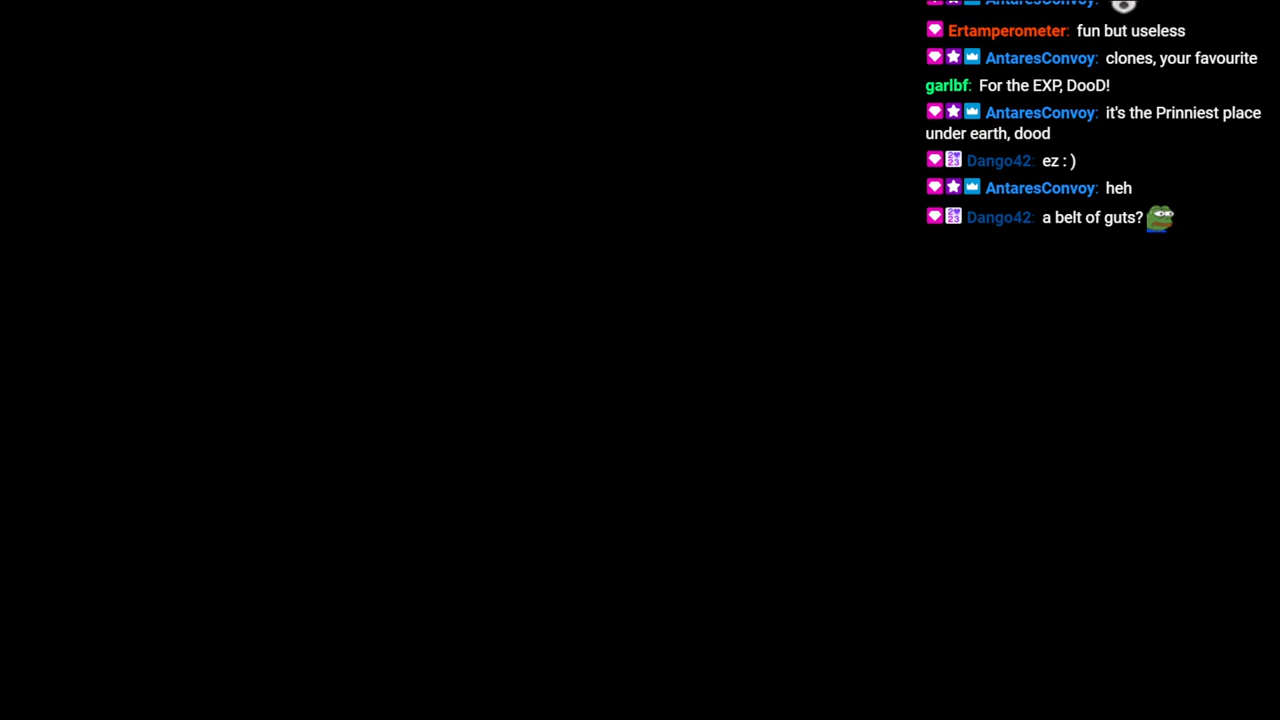 AntaresConvoy:
Ertamperometer: fun but useless
AntaresConvoy: clones, your favourite
garlbf: For the EXP, DooD!
AntaresConvoy: it's the Prinniest place
under earth, dood
Dango42: ez : )
AntaresConvoy: heh
Dango42: a belt of guts?